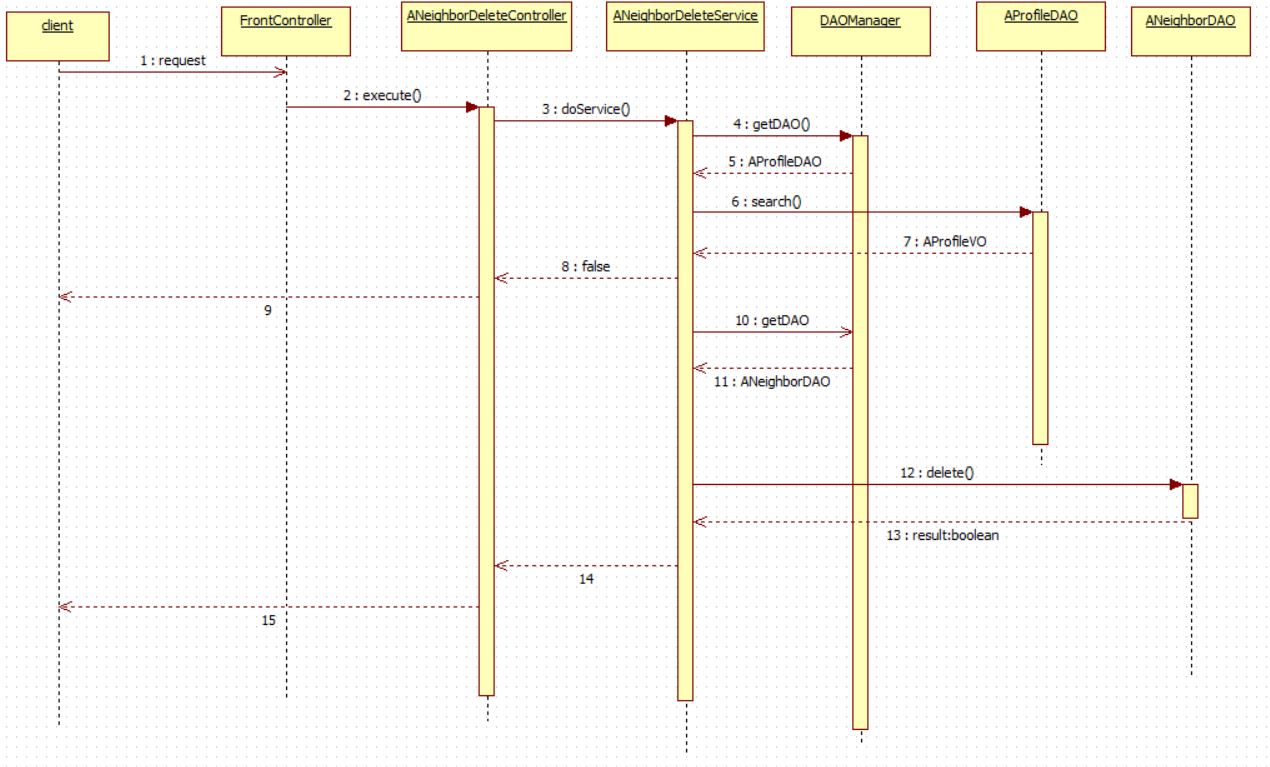 client
FrontController
ANeighborDeleteController
ANeighborDeleteService
DAOManager
AProfileDAO
ANeighborDAO
1 : request
2 : execute()
3 : doService()
4 : getDAO()
5 : AProfileDAO
6 : search()
7 : AProfileVO
8 : false
9
10 : getDAO
11 : ANeighborDAO
12 : delete()
13 : result:boolean
14
15